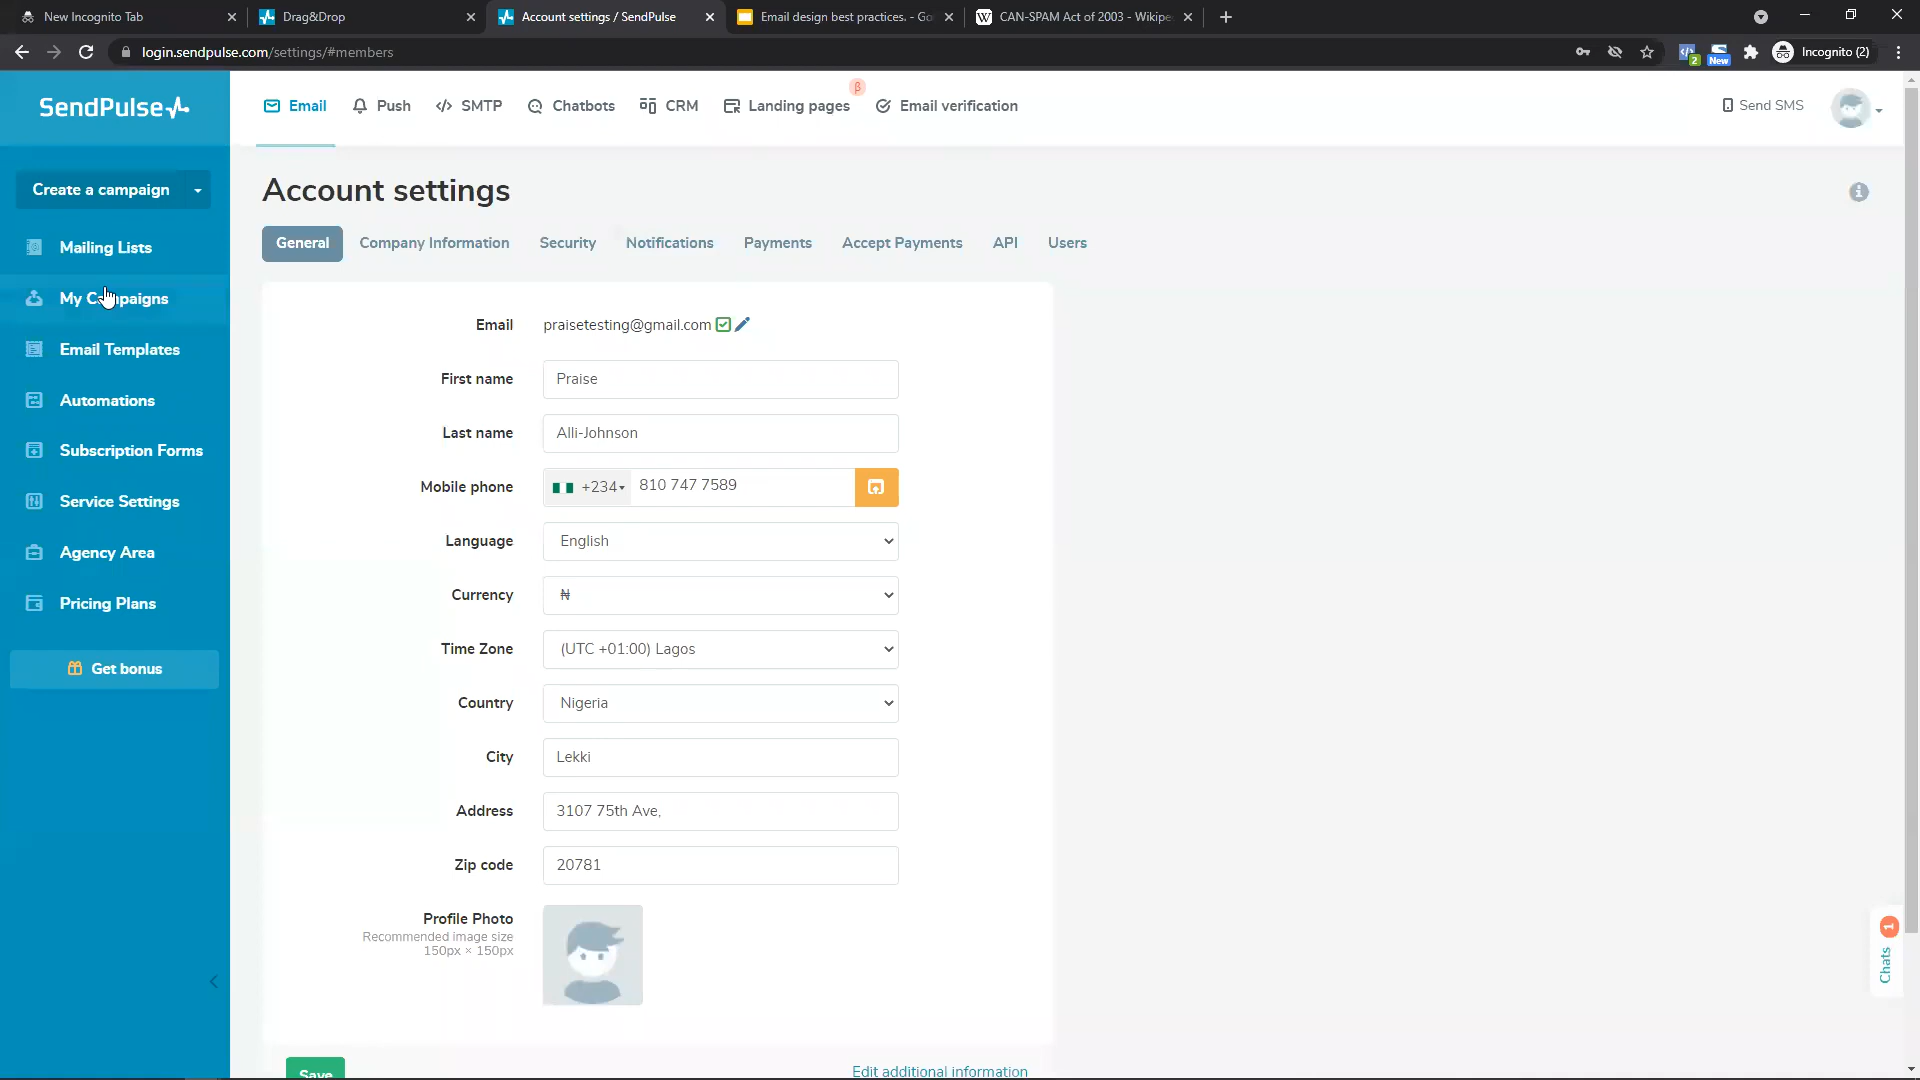 New Incognito Tab
Drag&Drop
Account settings / SendPulse
Email design best practices. - Go
CAN-SPAM Act of 2003 - Wikipe
login.sendpulse.com/settings/#members
2
New
Incognito (2)
SendPulse
Email
Push
SMTP
Chatbots
CRM
Landing pages
β
Email verification
Send SMS
Create a campaign
Mailing Lists
My Campaigns
Email Templates
Automations
Subscription Forms
Service Settings
Agency Area
Pricing Plans
Get bonus
Account settings
General
Company Information
Security
Notifications
Payments
Accept Payments
API
Users
Email praisetesting@gmail.com
First name Praise
Last name Alli-Johnson
Mobile phone +234 810 747 7589
Language English
Currency ₦
Time Zone (UTC +01:00) Lagos
Country Nigeria
City Lekki
Address 3107 75th Ave,
Zip code 20781
Profile Photo
Recommended image size
150px × 150px
Save
Edit additional information
Chats 1